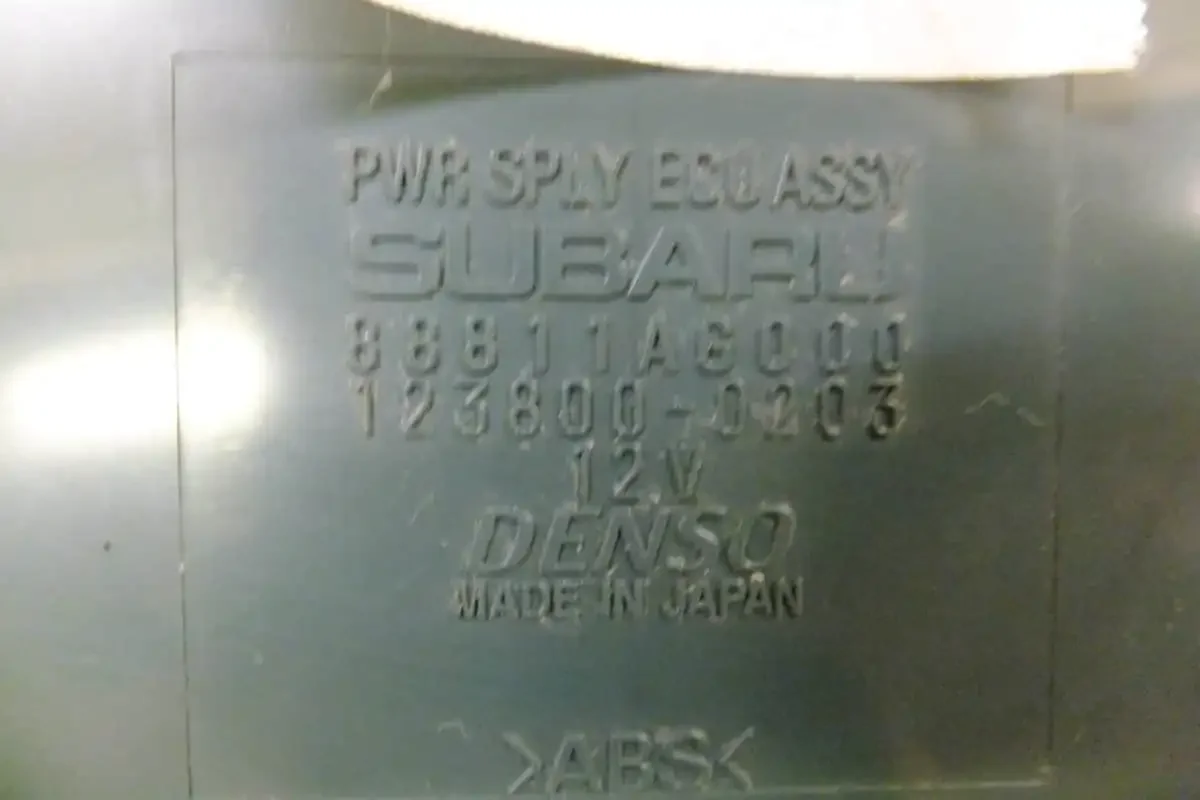 PWR SPLY ECU ASSY
SUBARU
88811AG000
123800-0203
12V
DENSO
MADE IN JAPAN
>ABS<